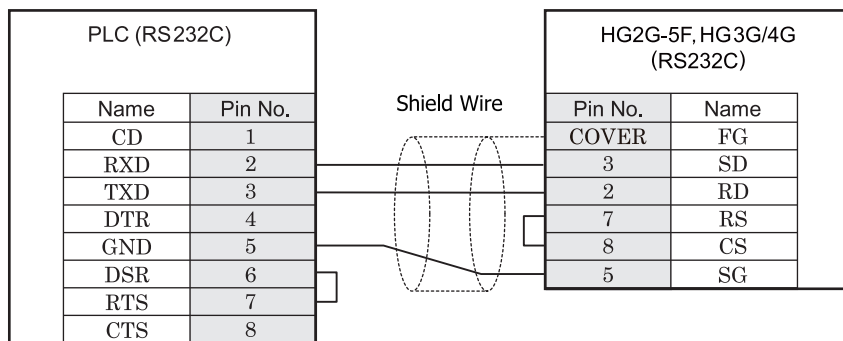 PLC (RS232C)
HG2G-5F, HG3G/4G
(RS232C)
Shield Wire
Name Pin No.
CD 1
RXD 2
TXD 3
DTR 4
GND 5
DSR 6
RTS 7
CTS 8
Pin No. Name
COVER FG
3 SD
2 RD
7 RS
8 CS
5 SG